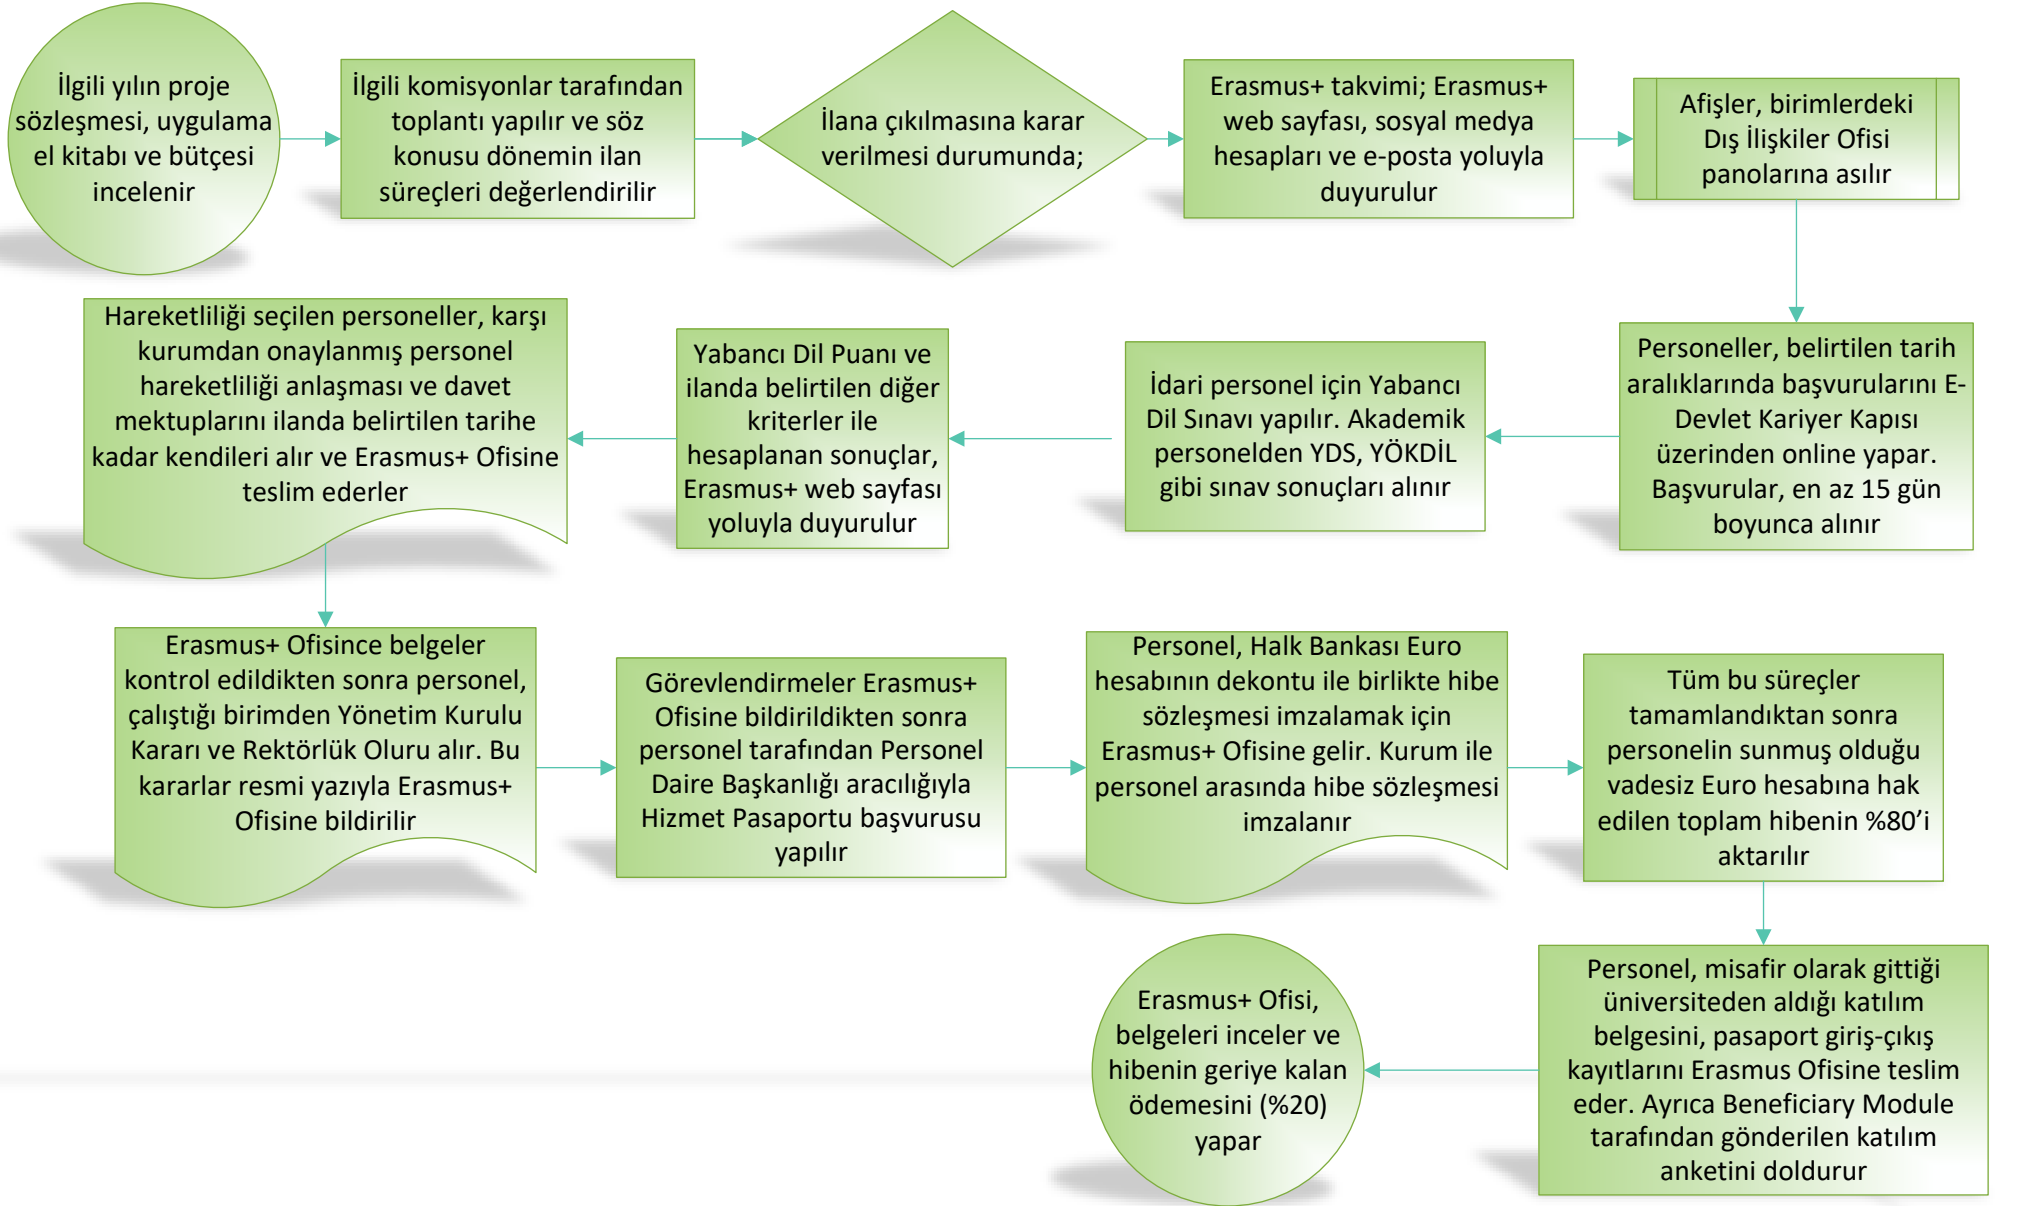 İlgili yılın proje
sözleşmesi, uygulama
el kitabı ve bütçesi
incelenir
İlgili komisyonlar tarafından
toplantı yapılır ve söz
konusu dönemin ilan
süreçleri değerlendirilir
İlana çıkılmasına karar
verilmesi durumunda;
Erasmus+ takvimi; Erasmus+
web sayfası, sosyal medya
hesapları ve e-posta yoluyla
duyurulur
Afişler, birimlerdeki
Dış İlişkiler Ofisi
panolarına asılır
Personeller, belirtilen tarih
aralıklarında başvurularını E-
Devlet Kariyer Kapısı
üzerinden online yapar.
Başvurular, en az 15 gün
boyunca alınır
İdari personel için Yabancı
Dil Sınavı yapılır. Akademik
personelden YDS, YÖKDİL
gibi sınav sonuçları alınır
Yabancı Dil Puanı ve
ilanda belirtilen diğer
kriterler ile
hesaplanan sonuçlar,
Erasmus+ web sayfası
yoluyla duyurulur
Hareketliliği seçilen personeller, karşı
kurumdan onaylanmış personel
hareketliliği anlaşması ve davet
mektuplarını ilanda belirtilen tarihe
kadar kendileri alır ve Erasmus+ Ofisine
teslim ederler
Erasmus+ Ofisince belgeler
kontrol edildikten sonra personel,
çalıştığı birimden Yönetim Kurulu
Kararı ve Rektörlük Oluru alır. Bu
kararlar resmi yazıyla Erasmus+
Ofisine bildirilir
Görevlendirmeler Erasmus+
Ofisine bildirildikten sonra
personel tarafından Personel
Daire Başkanlığı aracılığıyla
Hizmet Pasaportu başvurusu
yapılır
Personel, Halk Bankası Euro
hesabının dekontu ile birlikte hibe
sözleşmesi imzalamak için
Erasmus+ Ofisine gelir. Kurum ile
personel arasında hibe sözleşmesi
imzalanır
Tüm bu süreçler
tamamlandıktan sonra
personelin sunmuş olduğu
vadesiz Euro hesabına hak
edilen toplam hibenin %80’i
aktarılır
Personel, misafir olarak gittiği
üniversiteden aldığı katılım
belgesini, pasaport giriş-çıkış
kayıtlarını Erasmus Ofisine teslim
eder. Ayrıca Beneficiary Module
tarafından gönderilen katılım
anketini doldurur
Erasmus+ Ofisi,
belgeleri inceler ve
hibenin geriye kalan
ödemesini (%20)
yapar